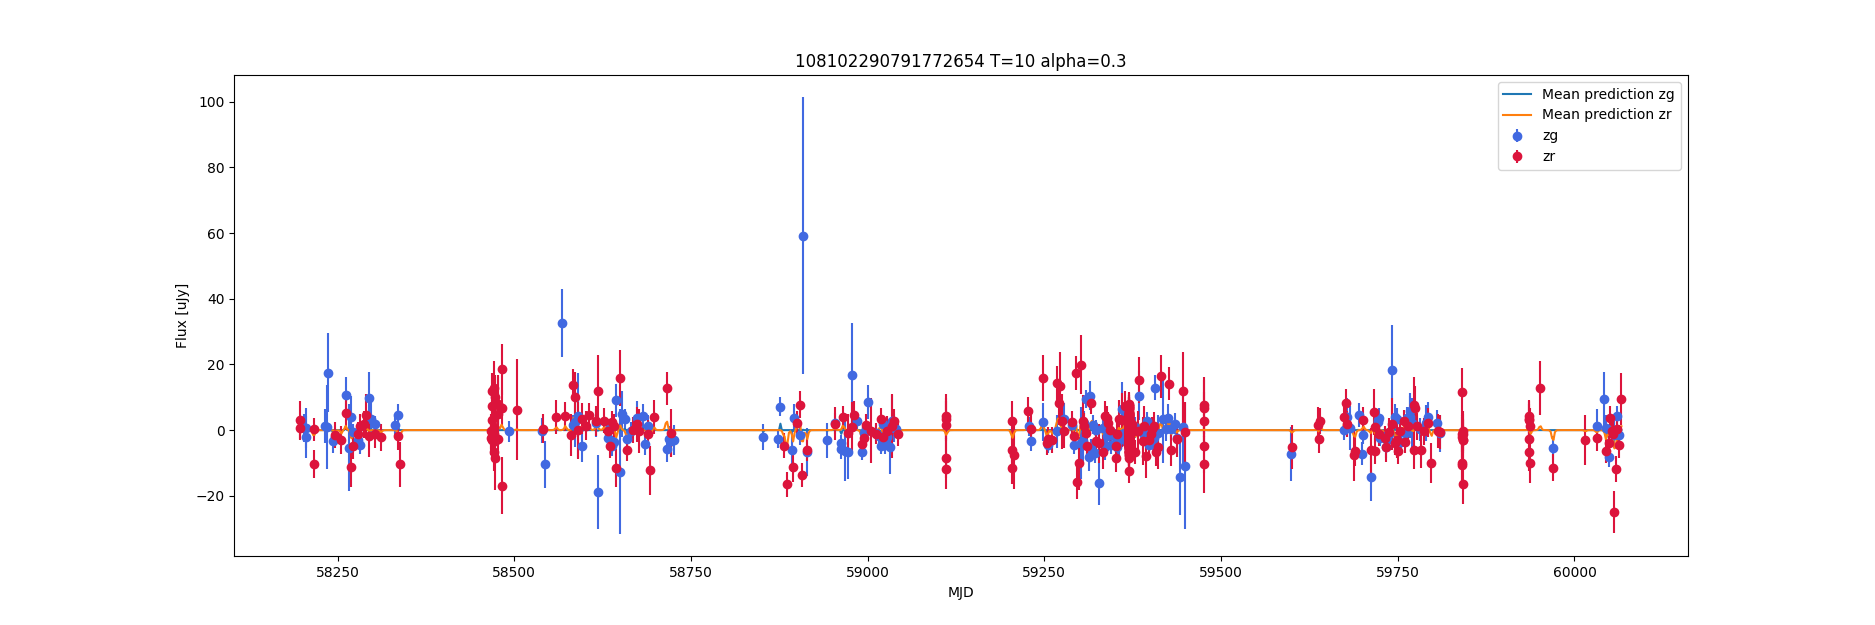 108102290791772654 T=10 alpha=0.3
Mean prediction zg
Mean prediction zr
zg
zr
100
80
60
40
20
0
−20
Flux [uJy]
58250 58500 58750 59000 59250 59500 59750 60000
MJD